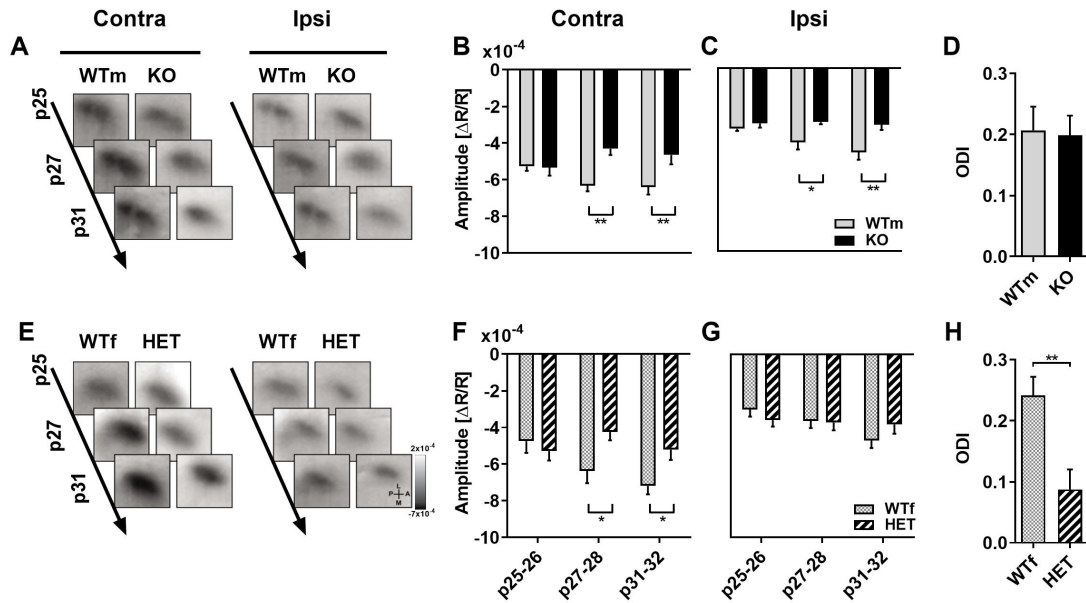 Contra Ipsi Contra Ipsi
A B C D
WTm KO WTm KO
p25
p27
p31
x10-4
0
-2
-4
-6
-8
-10
Amplitude [ΔR/R]
** **
* **
WTm
KO
0.3
0.2
0.1
0.0
ODI
WTm KO
E F G H
WTf HET WTf HET
p25
p27
p31
2x10-4
-7x10-4
L
P A
M
x10-4
0
-2
-4
-6
-8
-10
Amplitude [ΔR/R]
* *
p25-26 p27-28 p31-32
WTf
HET
p25-26 p27-28 p31-32
0.3
0.2
0.1
0.0
ODI
**
WTf HET